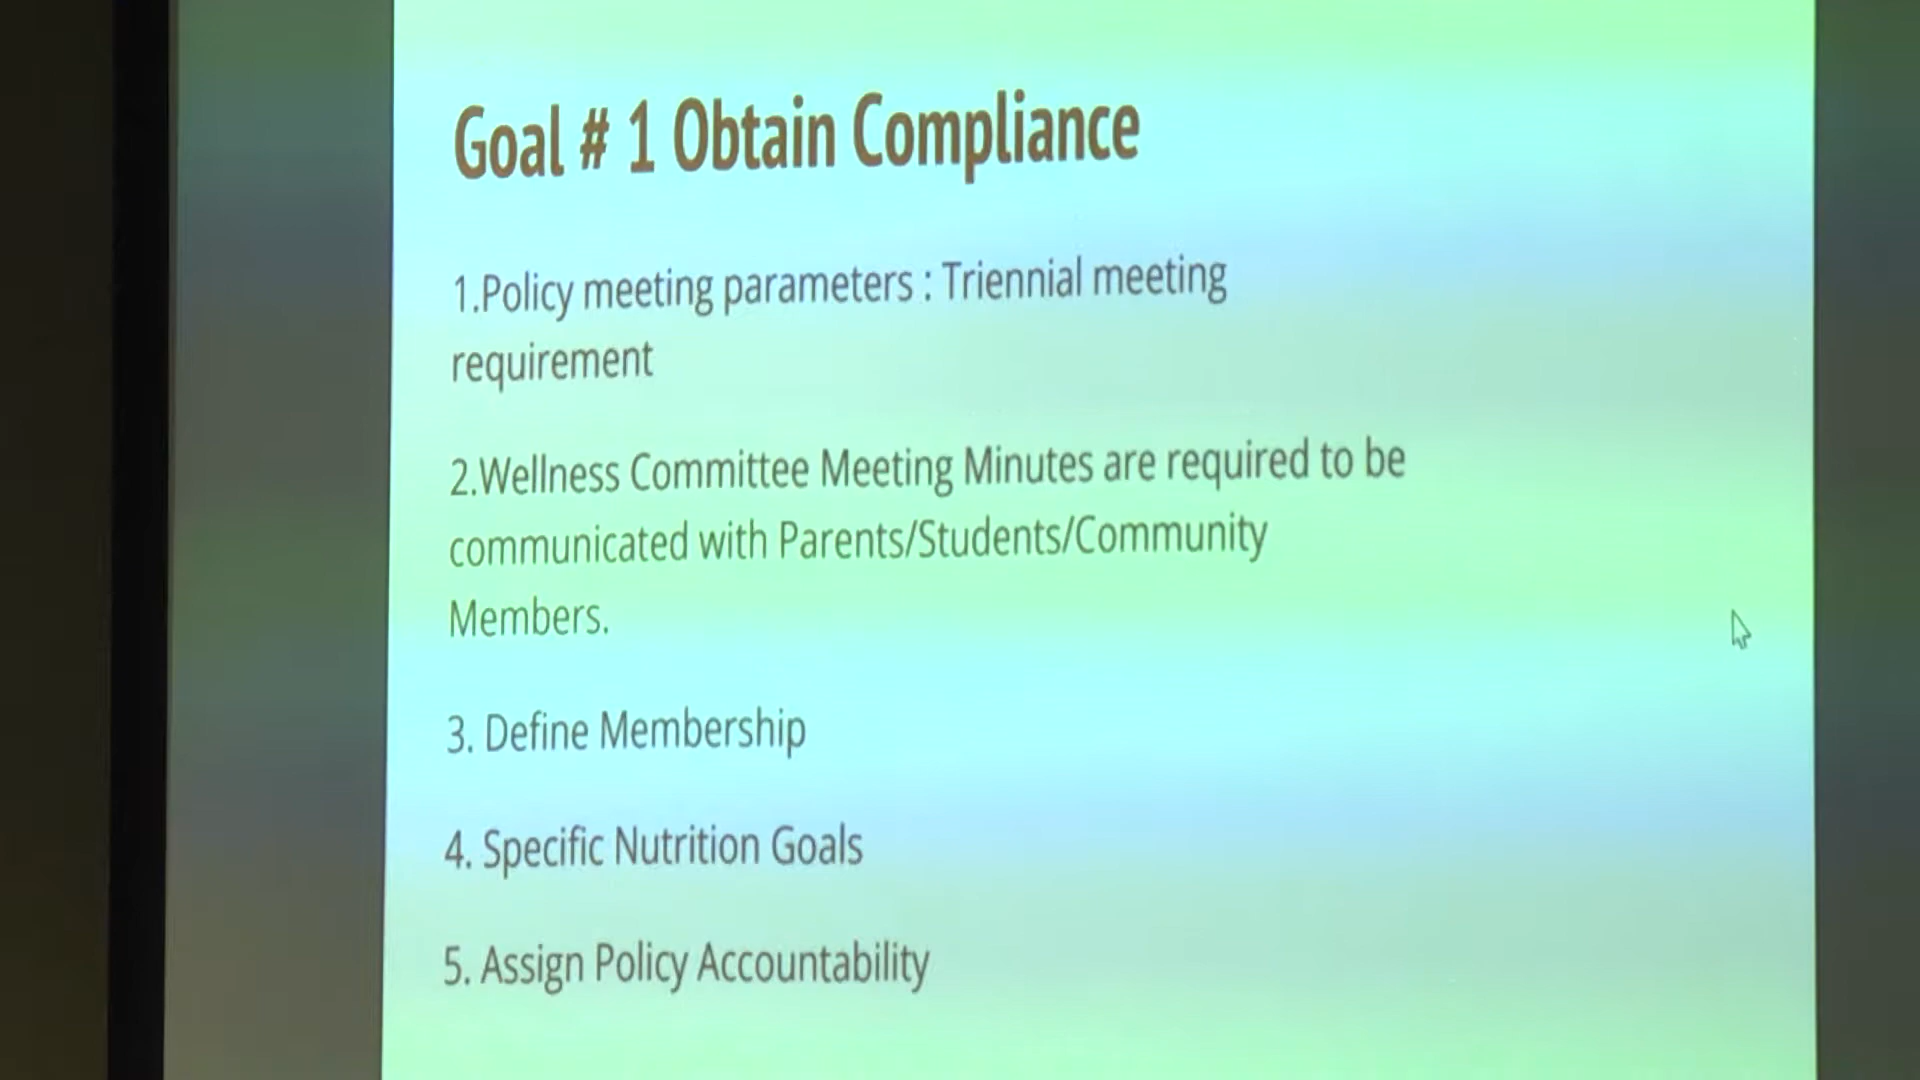 Goal # 1 Obtain Compliance
1.Policy meeting parameters : Triennial meeting
requirement
2.Wellness Committee Meeting Minutes are required to be
communicated with Parents/Students/Community
Members.
3. Define Membership
4. Specific Nutrition Goals
5. Assign Policy Accountability